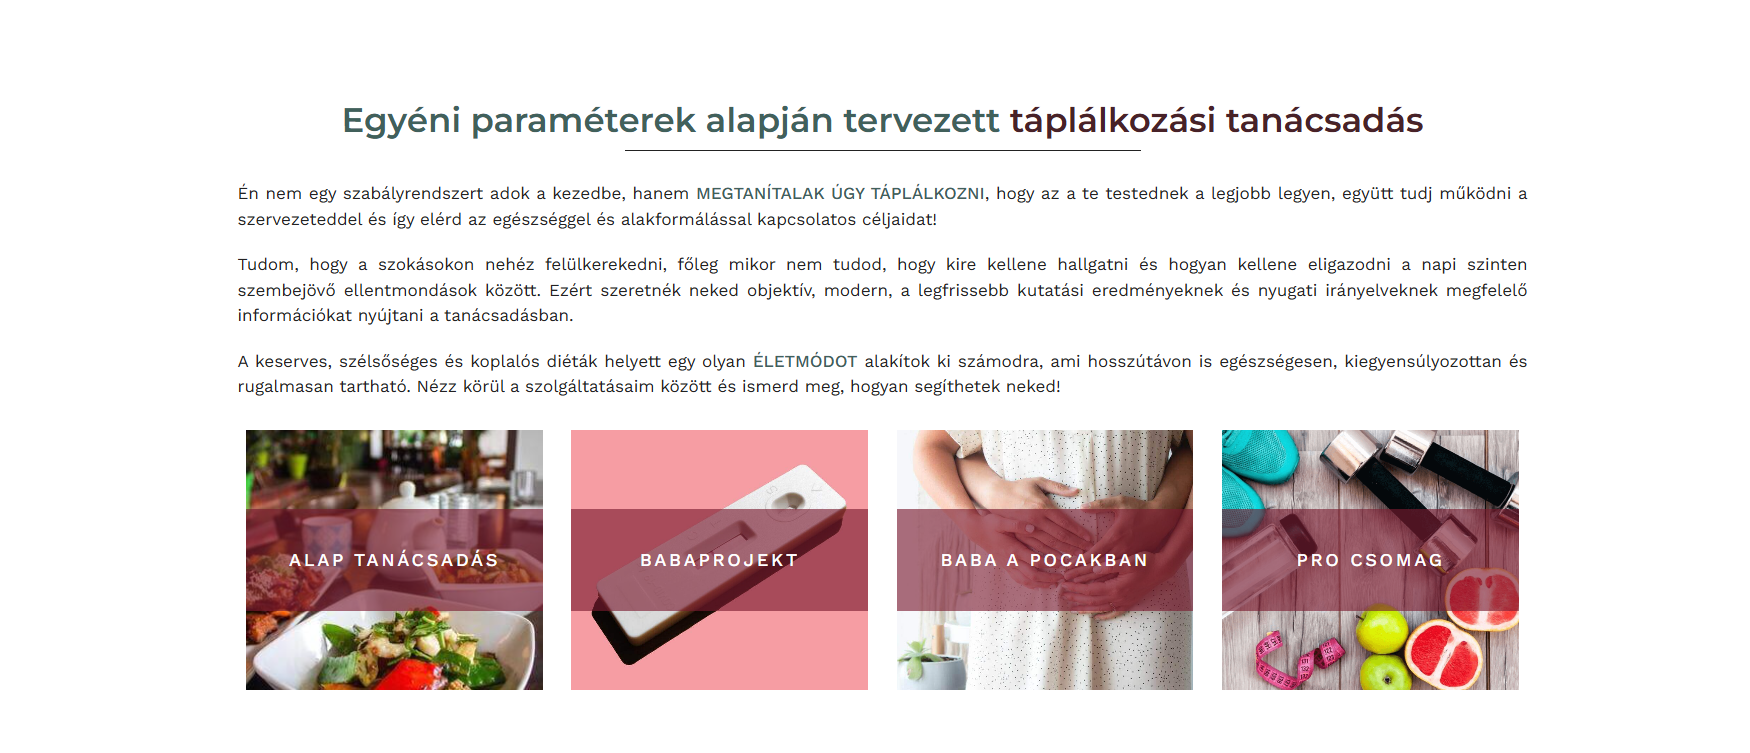 Egyéni paraméterek alapján tervezett táplálkozási tanácsadás
Én nem egy szabályrendszert adok a kezedbe, hanem MEGTANÍTALAK ÚGY TÁPLÁLKOZNI, hogy az a te testednek a legjobb legyen, együtt tudj működni a
szervezeteddel és így elérd az egészséggel és alakformálással kapcsolatos céljaidat!
Tudom, hogy a szokásokon nehéz felülkerekedni, főleg mikor nem tudod, hogy kire kellene hallgatni és hogyan kellene eligazodni a napi szinten
szembejövő ellentmondások között. Ezért szeretnék neked objektív, modern, a legfrissebb kutatási eredményeknek és nyugati irányelveknek megfelelő
információkat nyújtani a tanácsadásban.
A keserves, szélsőséges és koplalós diéták helyett egy olyan ÉLETMÓDOT alakítok ki számodra, ami hosszútávon is egészségesen, kiegyensúlyozottan és
rugalmasan tartható. Nézz körül a szolgáltatásaim között és ismerd meg, hogyan segíthetek neked!
ALAP TANÁCSADÁS
BABAPROJEKT
BABA A POCAKBAN
PRO CSOMAG